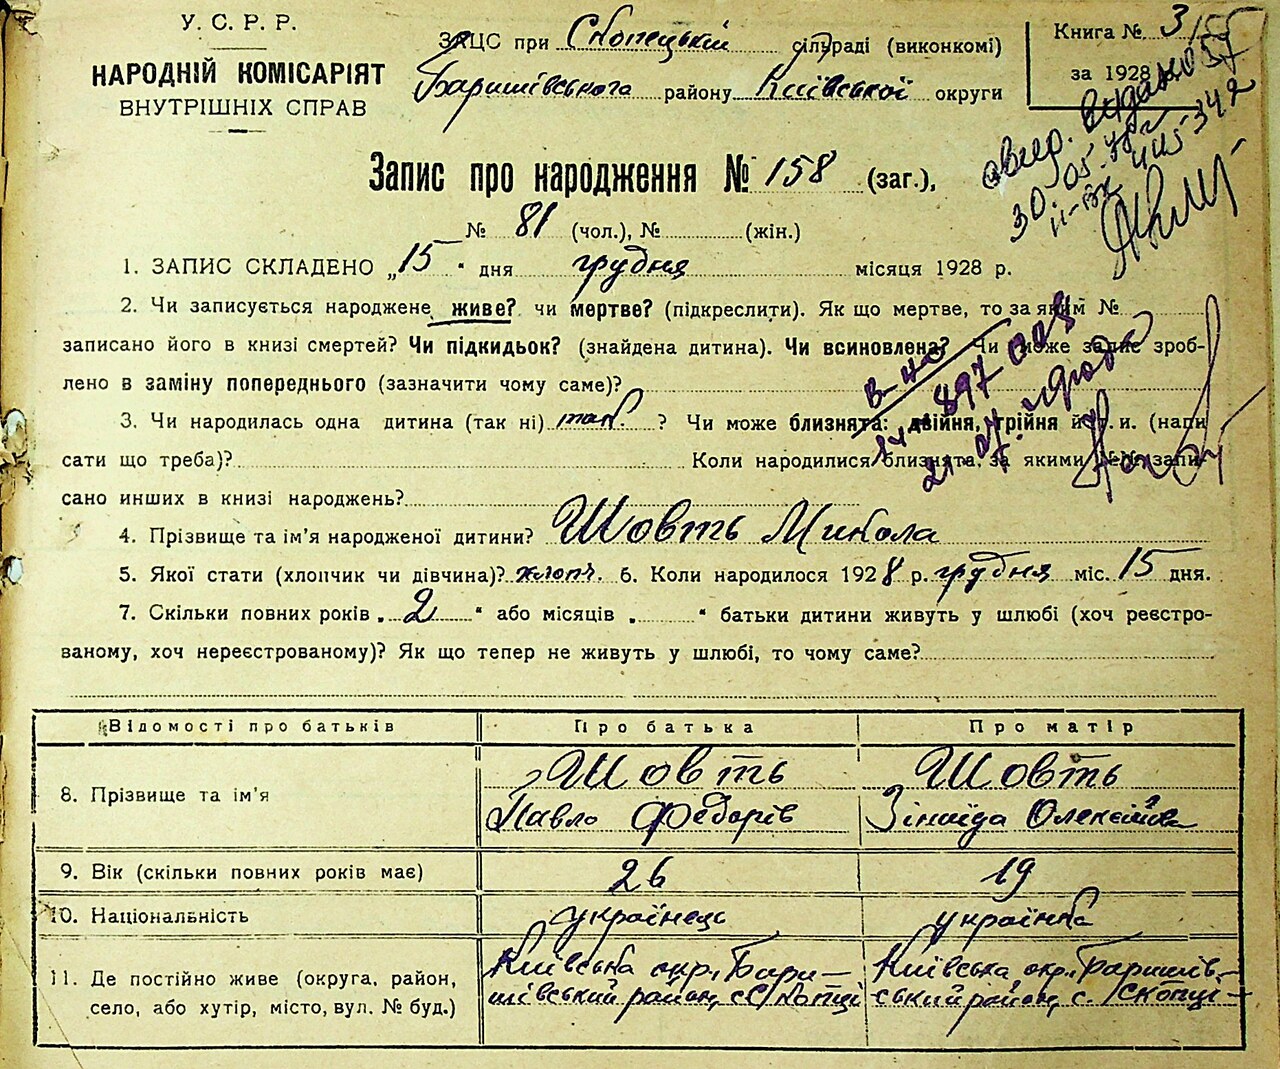 У. С. Р. Р.
НАРОДНІЙ КОМІСАРІЯТ
ВНУТРІШНІХ СПРАВ
ЗАЦС при Скопецькій сільраді (виконкомі)
Баришівського району Київської округи
Книга № 3
за 1928
Запис про народження № 158 (заг.),
№ 81 (чол.), № (жін.)
1. ЗАПИС СКЛАДЕНО „15“ дня грудня місяця 1928 р.
2. Чи записується народжене живе? чи мертве? (підкреслити). Як що мертве, то за яким №
записано його в книзі смертей? Чи підкидьок? (знайдена дитина). Чи всиновлена? Чи може запис зроб-
лено в заміну попереднього (зазначити чому саме)?
3. Чи народилась одна дитина (так ні) так. ? Чи може близнята: двійня, трійня й т. и. (напи
сати що треба)? Коли народилися близнята, за якими №№ запи-
сано инших в книзі народжень?
4. Прізвище та ім'я народженої дитини? Шовть Микола
5. Якої стати (хлопчик чи дівчина)? хлопч. 6. Коли народилося 1928 р. грудня міс. 15 дня.
7. Скільки повних років „2“ або місяців „ “ батьки дитини живуть у шлюбі (хоч реєстро-
ваному, хоч нереєстрованому)? Як що тепер не живуть у шлюбі, то чому саме?
Відомості про батьків Про батька Про матір
8. Прізвище та ім'я
Шовть
Павло Федорів
Шовть
Зінаїда Олексіївна
9. Вік (скільки повних років має) 26 19
10. Національність українець українка
11. Де постійно живе (округа, район,
село, або хутір, місто, вул. № буд.)
Київська окр., Бари-
шівський район, с. Скопці
Київська окр., Баришів-
ський район, с. Скопці